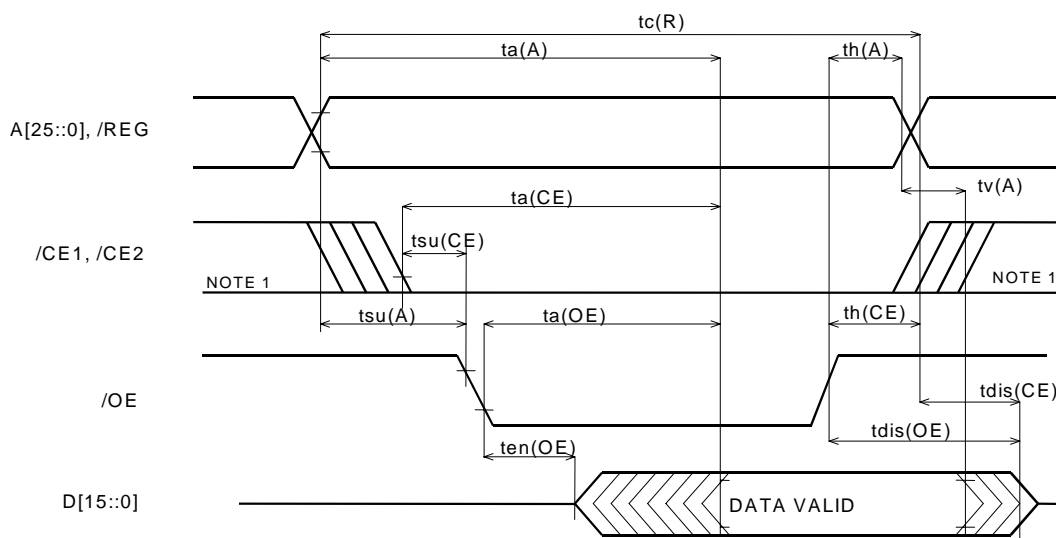 tc(R)
ta(A)
th(A)
A[25::0], /REG
tv(A)
ta(CE)
tsu(CE)
/CE1, /CE2
NOTE 1
NOTE 1
tsu(A)
ta(OE)
th(CE)
/OE
tdis(CE)
tdis(OE)
ten(OE)
D[15::0]
DATA VALID